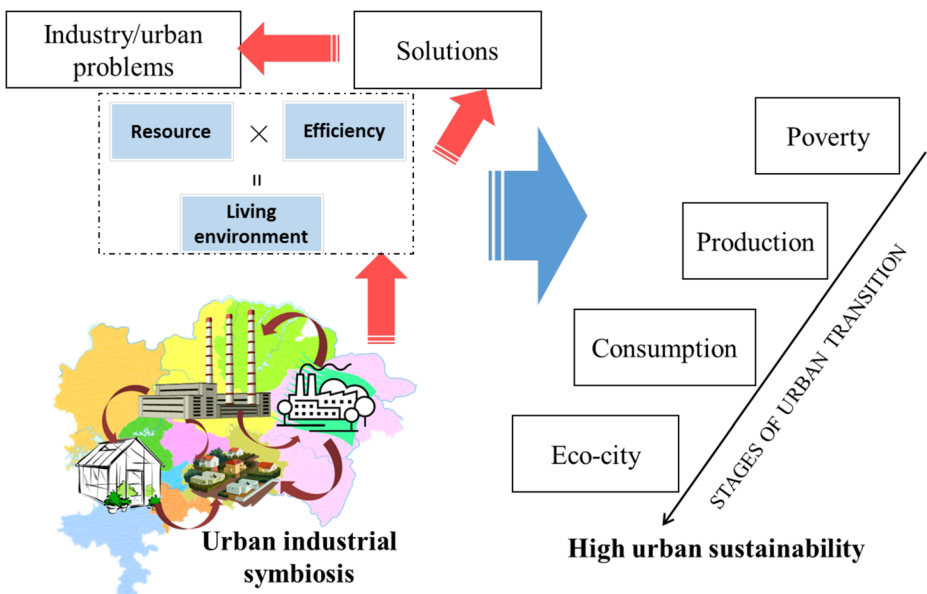 Industry/urban
problems
Solutions
Resource
×
Efficiency
=
Living
environment
Urban industrial
symbiosis
Poverty
Production
Consumption
Eco-city
STAGES OF URBAN TRANSITION
High urban sustainability